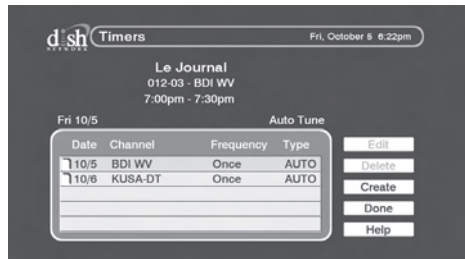 dish NETWORK Timers Fri, October 5 6:22pm
Le Journal
012-03 - BDI WV
7:00pm - 7:30pm
Fri 10/5 Auto Tune
Date Channel Frequency Type
10/5 BDI WV Once AUTO
10/6 KUSA-DT Once AUTO
Edit
Delete
Create
Done
Help